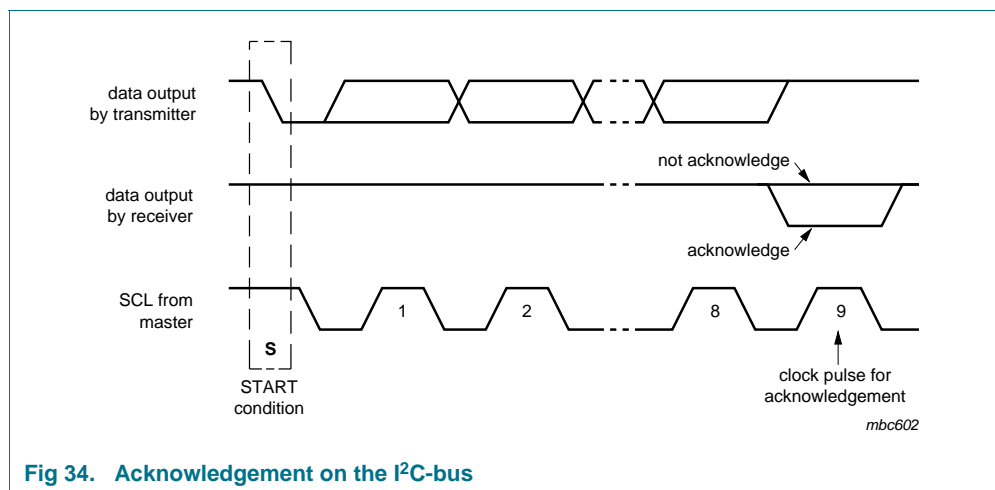 data output
by transmitter
not acknowledge
data output
by receiver
acknowledge
SCL from
master
1
2
8
9
S
START
condition
clock pulse for
acknowledgement
mbc602
Fig 34. Acknowledgement on the I²C-bus